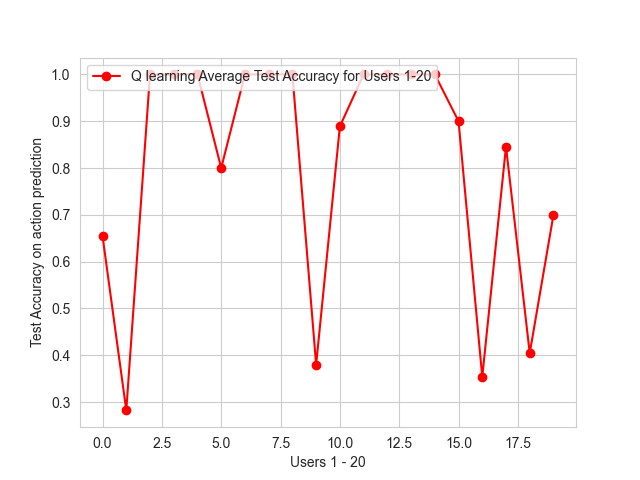 Q learning Average Test Accuracy for Users 1-20
Test Accuracy on action prediction
1.0
0.9
0.8
0.7
0.6
0.5
0.4
0.3
0.0 2.5 5.0 7.5 10.0 12.5 15.0 17.5
Users 1 - 20